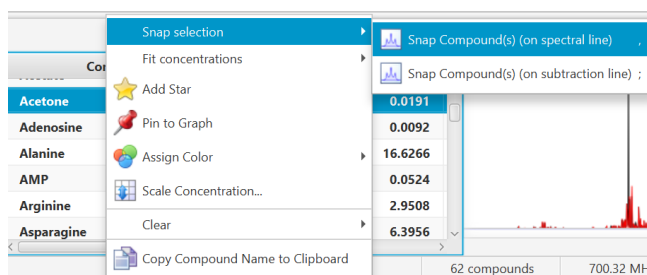 Snap selection
Snap Compound(s) (on spectral line) ,
Fit concentrations
Snap Compound(s) (on subtraction line) ;
Add Star
Acetone 0.0191
Adenosine Pin to Graph 0.0092
Alanine Assign Color 16.6266
AMP 0.0524
Scale Concentration...
Arginine 2.9508
Asparagine Clear 6.3956
Copy Compound Name to Clipboard
62 compounds 700.32